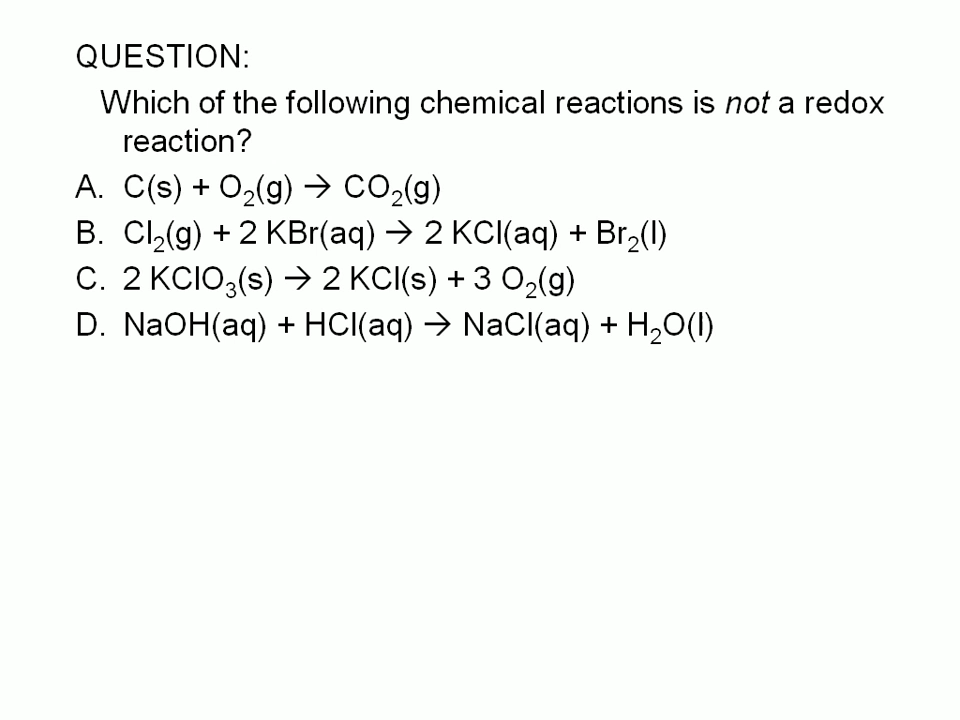 QUESTION:
Which of the following chemical reactions is not a redox
reaction?
A. C(s) + O₂(g) → CO₂(g)
B. Cl₂(g) + 2 KBr(aq) → 2 KCl(aq) + Br₂(l)
C. 2 KClO₃(s) → 2 KCl(s) + 3 O₂(g)
D. NaOH(aq) + HCl(aq) → NaCl(aq) + H₂O(l)